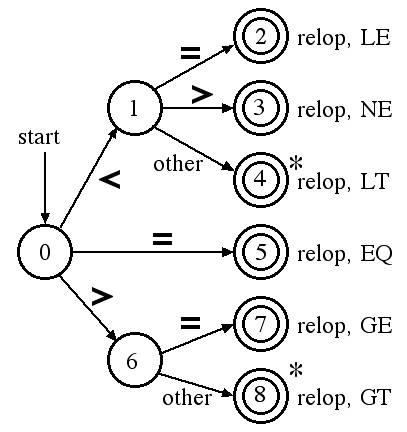 = 2 relop, LE
1 > 3 relop, NE
start other 4 * relop, LT
<
0 = 5 relop, EQ
>
= 7 relop, GE
6
other 8 * relop, GT